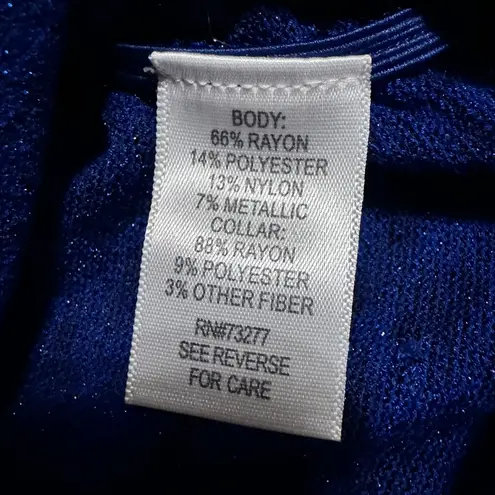 BODY:
66% RAYON
14% POLYESTER
13% NYLON
7% METALLIC
COLLAR:
88% RAYON
9% POLYESTER
3% OTHER FIBER
RN#73277
SEE REVERSE
FOR CARE